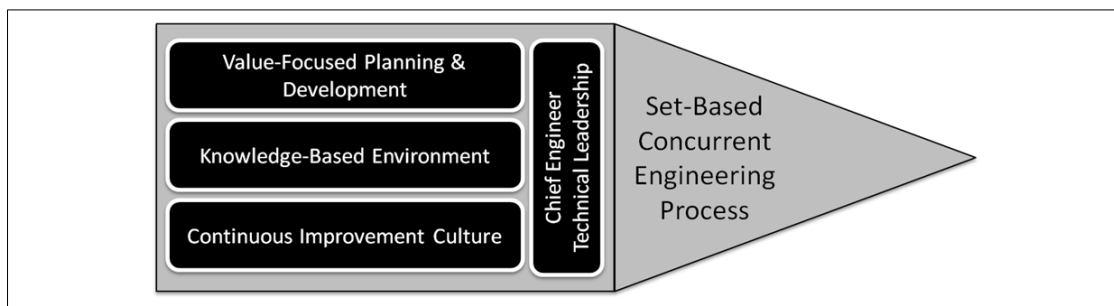 Value-Focused Planning &
Development
Knowledge-Based Environment
Continuous Improvement Culture
Chief Engineer
Technical Leadership
Set-Based
Concurrent
Engineering
Process